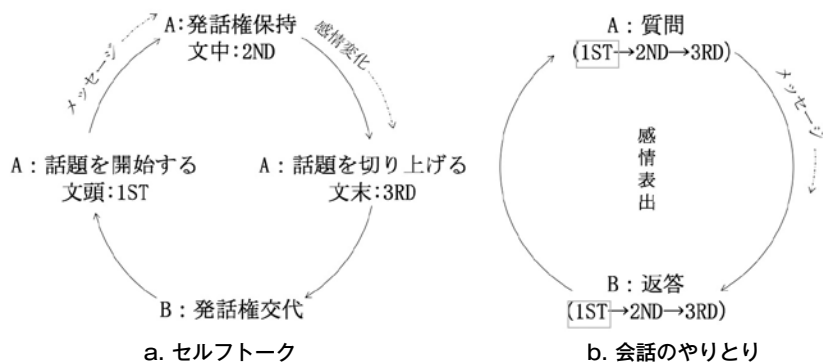 A:発話権保持
文中:2ND
メッセージ
感情変化
A:話題を開始する
文頭:1ST
A:話題を切り上げる
文末:3RD
B:発話権交代
a. セルフトーク
A:質問
(1ST→2ND→3RD)
メッセージ
感情表出
B:返答
(1ST→2ND→3RD)
b. 会話のやりとり